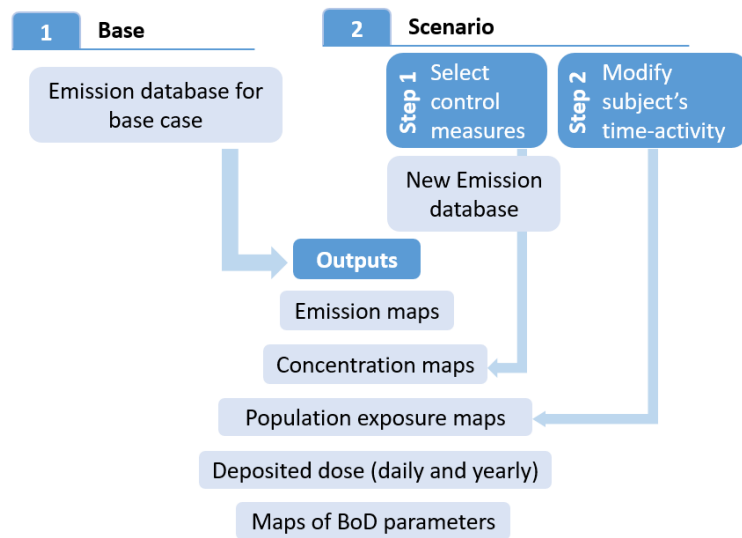 1 Base
2 Scenario
Emission database for
base case
Step 1
Select
control
measures
Step 2
Modify
subject's
time-activity
New Emission
database
Outputs
Emission maps
Concentration maps
Population exposure maps
Deposited dose (daily and yearly)
Maps of BoD parameters